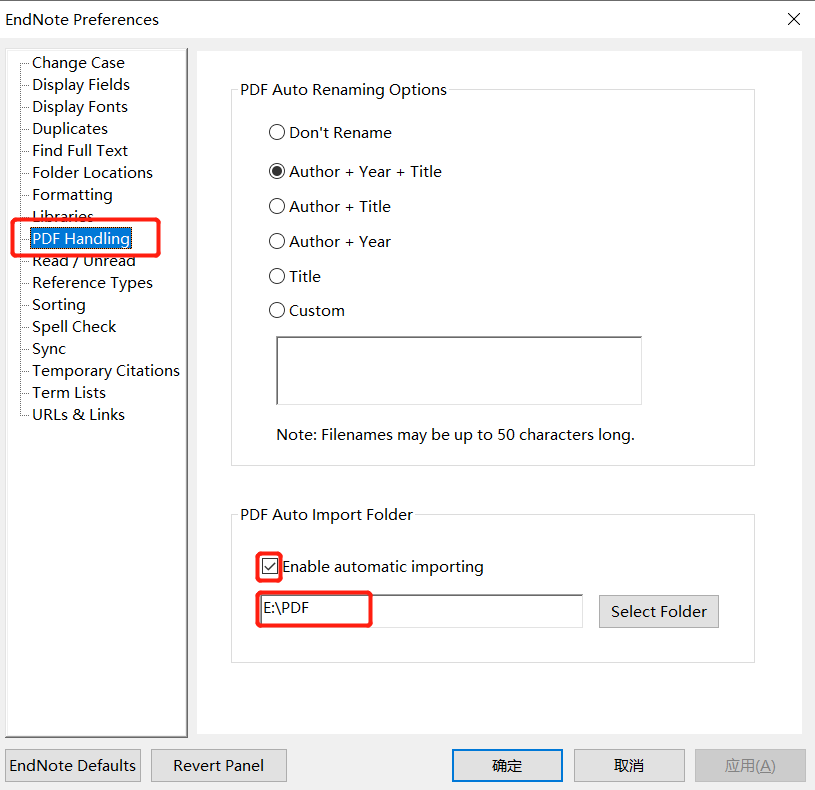 EndNote Preferences
Change Case
Display Fields
Display Fonts
Duplicates
Find Full Text
Folder Locations
Formatting
Libraries
PDF Handling
Read / Unread
Reference Types
Sorting
Spell Check
Sync
Temporary Citations
Term Lists
URLs & Links
PDF Auto Renaming Options
Don't Rename
Author + Year + Title
Author + Title
Author + Year
Title
Custom
Note: Filenames may be up to 50 characters long.
PDF Auto Import Folder
Enable automatic importing
E:\PDF
Select Folder
EndNote Defaults
Revert Panel
确定
取消
应用(A)